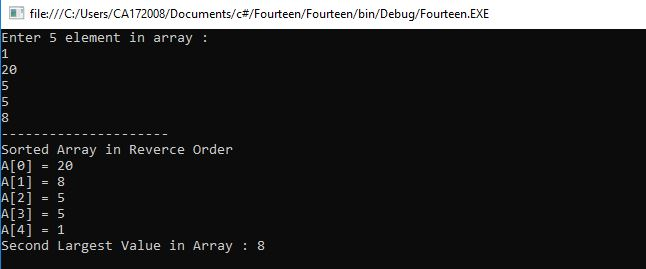 file:///C:/Users/CA172008/Documents/c#/Fourteen/Fourteen/bin/Debug/Fourteen.EXE
Enter 5 element in array :
1
20
5
5
8
---------------------
Sorted Array in Reverce Order
A[0] = 20
A[1] = 8
A[2] = 5
A[3] = 5
A[4] = 1
Second Largest Value in Array : 8